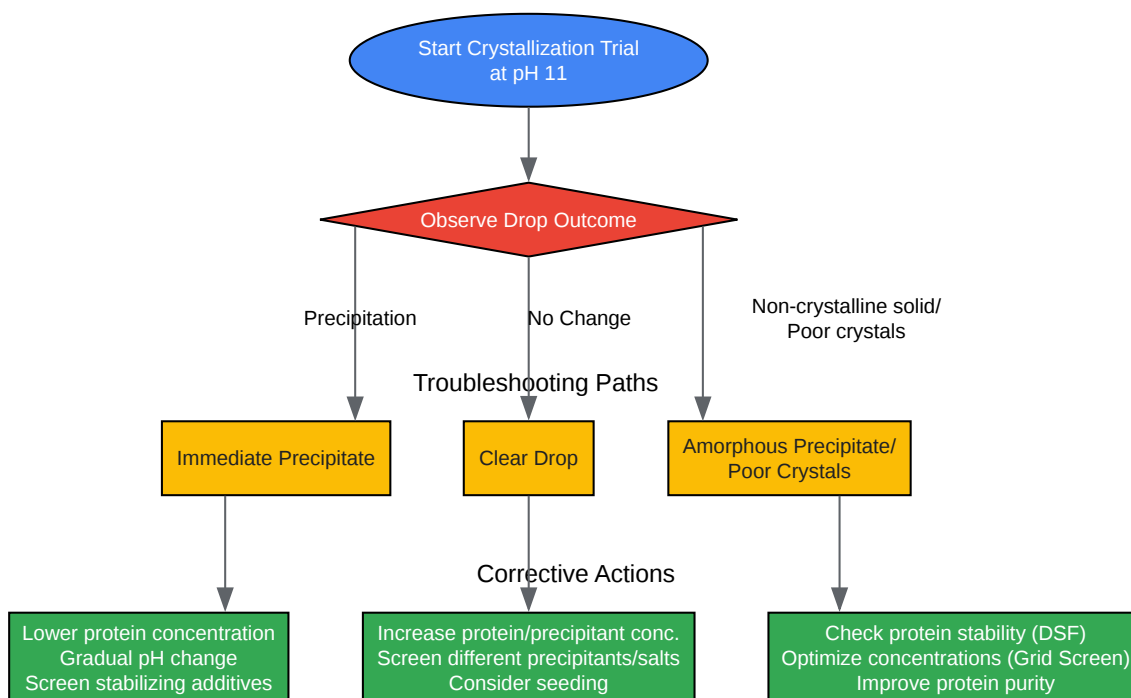 Start Crystallization Trial
at pH 11
Observe Drop Outcome
Precipitation
No Change
Non-crystalline solid/
Poor crystals
Troubleshooting Paths
Immediate Precipitate
Clear Drop
Amorphous Precipitate/
Poor Crystals
Corrective Actions
Lower protein concentration
Gradual pH change
Screen stabilizing additives
Increase protein/precipitant conc.
Screen different precipitants/salts
Consider seeding
Check protein stability (DSF)
Optimize concentrations (Grid Screen)
Improve protein purity